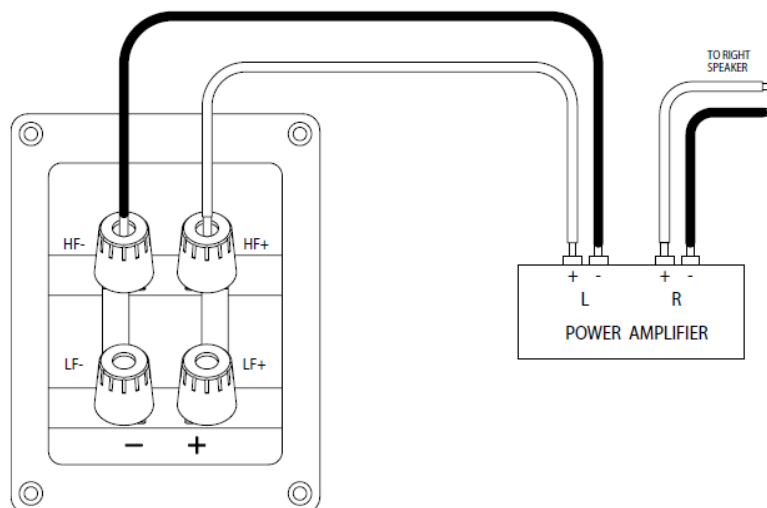 TO RIGHT
SPEAKER
HF-
HF+
LF-
LF+
− +
+ - + -
L R
POWER AMPLIFIER